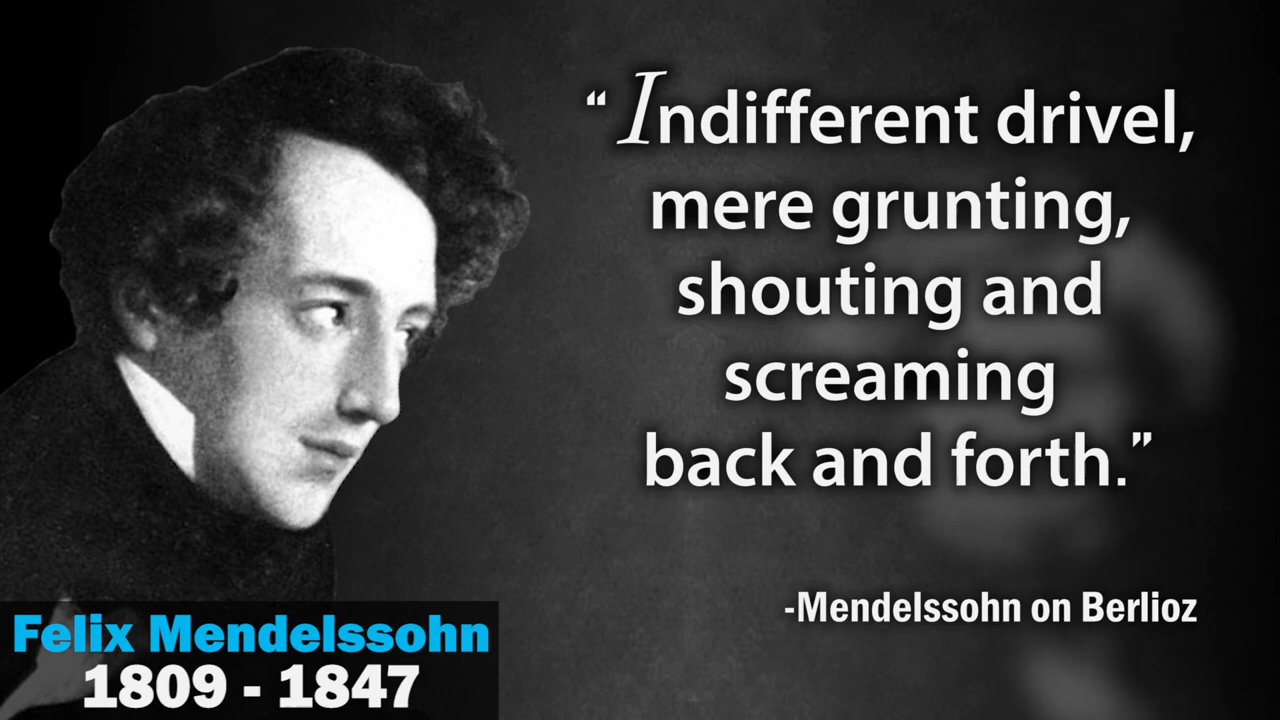 “Indifferent drivel,
mere grunting,
shouting and
screaming
back and forth.”
-Mendelssohn on Berlioz
Felix Mendelssohn
1809 - 1847